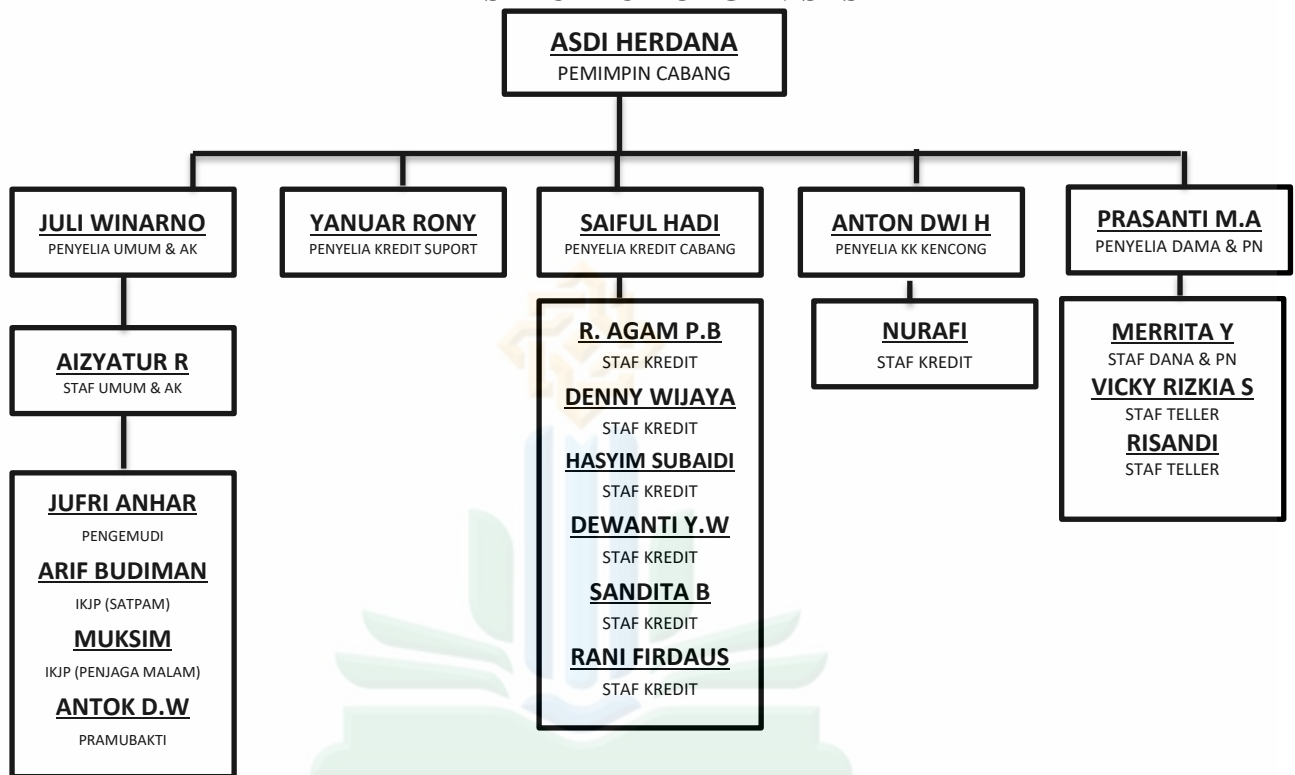 ASDI HERDANA
PEMIMPIN CABANG
JULI WINARNO
PENYELIA UMUM & AK
YANUAR RONY
PENYELIA KREDIT SUPORT
SAIFUL HADI
PENYELIA KREDIT CABANG
ANTON DWI H
PENYELIA KK KENCONG
PRASANTI M.A
PENYELIA DAMA & PN
AIZYATUR R
STAF UMUM & AK
JUFRI ANHAR
PENGEMUDI
ARIF BUDIMAN
IKJP (SATPAM)
MUKSIM
IKJP (PENJAGA MALAM)
ANTOK D.W
PRAMUBAKTI
R. AGAM P.B
STAF KREDIT
DENNY WIJAYA
STAF KREDIT
HASYIM SUBAIDI
STAF KREDIT
DEWANTI Y.W
STAF KREDIT
SANDITA B
STAF KREDIT
RANI FIRDAUS
STAF KREDIT
NURAFI
STAF KREDIT
MERRITA Y
STAF DANA & PN
VICKY RIZKIA S
STAF TELLER
RISANDI
STAF TELLER